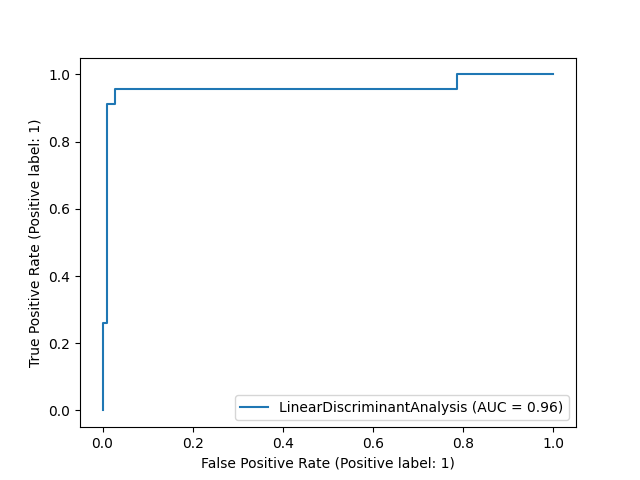 1.0
0.8
0.6
0.4
0.2
0.0
True Positive Rate (Positive label: 1)
LinearDiscriminantAnalysis (AUC = 0.96)
0.0 0.2 0.4 0.6 0.8 1.0
False Positive Rate (Positive label: 1)